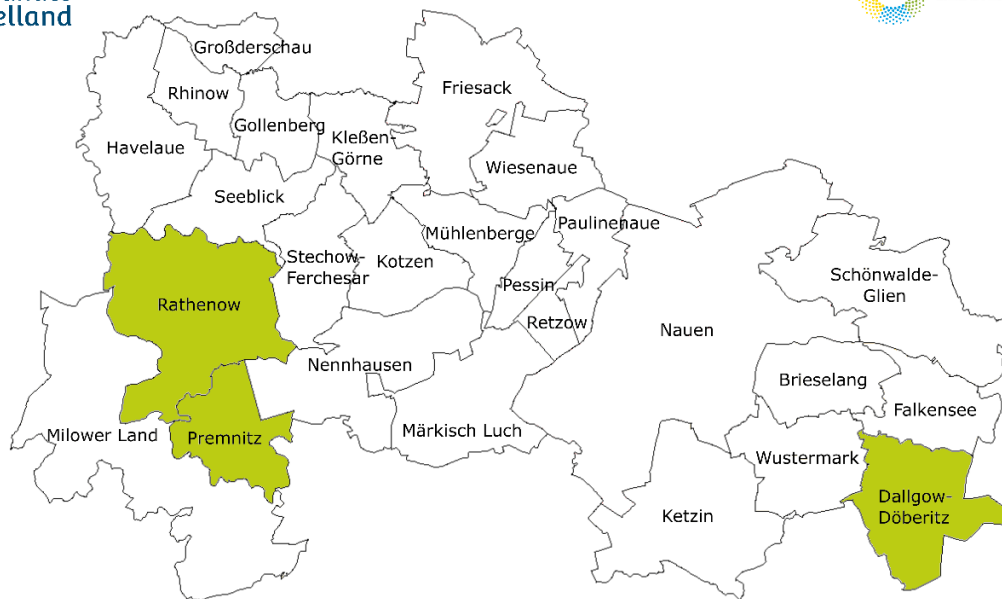 elland
Großderschau
Friesack
Rhinow
Gollenberg
Kleßen-
Görne
Havelaue
Wiesenaue
Seeblick
Paulinenaue
Mühlenberge
Stechow-
Ferchesar
Kotzen
Schönwalde-
Glien
Pessin
Rathenow
Retzow
Nauen
Nennhausen
Brieselang
Falkensee
Milower Land
Premnitz
Märkisch Luch
Wustermark
Dallgow-
Döberitz
Ketzin